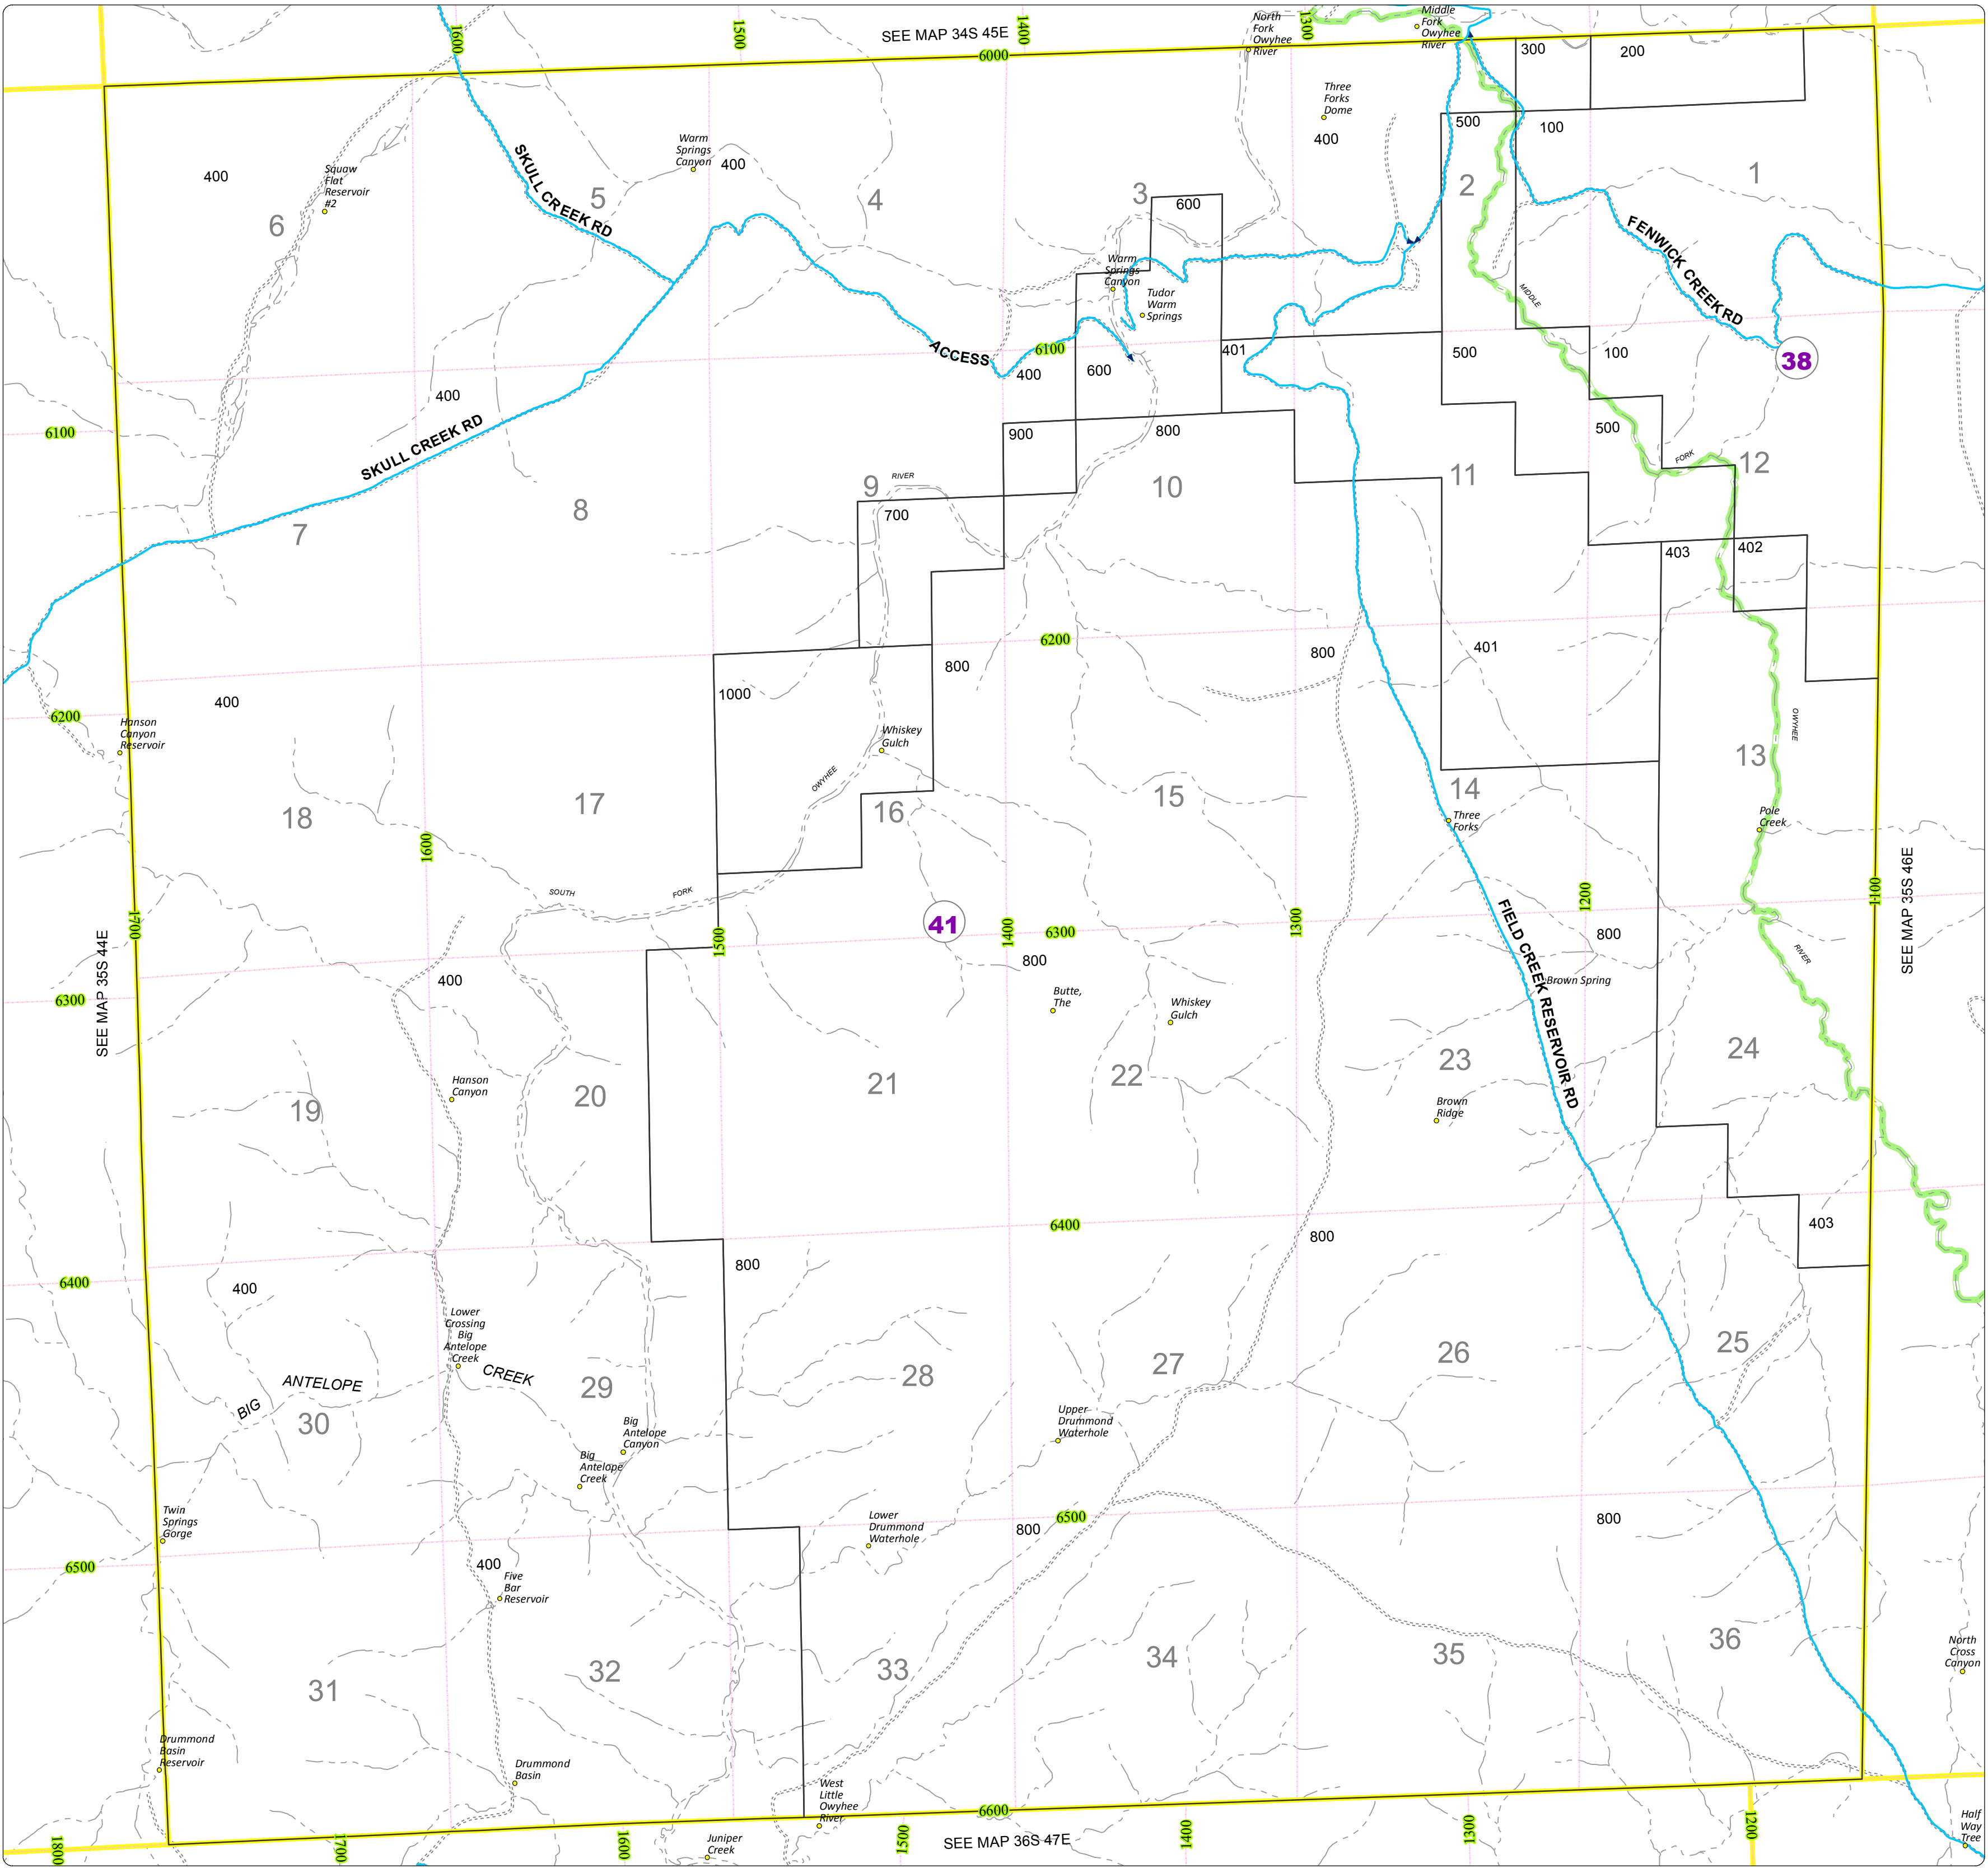 1600
1500
SEE MAP 34S 45E
1400
6000
North
Fork
Owyhee
River
1300
Middle
Fork
Owyhee
River
300
200
Three
Forks
Dome
400
500
100
Squaw
Flat
Reservoir
#2
400
6
SKULL CREEK RD
5
Warm
Springs
Canyon
400
4
3
600
2
1
FENWICK CREEK RD
Warm
Springs
Canyon
Tudor
Warm
Springs
MIDDLE
ACCESS
6100
400
600
401
500
100
38
400
SKULL CREEK RD
6100
900
800
500
FORK
12
9
RIVER
10
11
7
8
700
403
402
6200
800
800
401
1000
400
6200
Hanson
Canyon
Reservoir
Whiskey
Gulch
OWYHEE
OWYHEE
13
18
17
16
15
14
Three
Forks
Pole
Creek
1600
SOUTH
FORK
41
1500
1400
6300
1300
1200
1100
SEE MAP 35S 46E
1700
SEE MAP 35S 44E
FIELD CREEK RESERVOIR RD
800
RIVER
800
400
Brown Spring
6300
Butte,
The
Whiskey
Gulch
Hanson
Canyon
19
20
21
22
23
24
Brown
Ridge
6400
800
403
800
6400
400
Lower
Crossing
Big
Antelope
Creek
CREEK
ANTELOPE
BIG
30
29
28
27
26
25
Big
Antelope
Canyon
Big
Antelope
Creek
Upper
Drummond
Waterhole
Twin
Springs
Gorge
Lower
Drummond
Waterhole
6500
800
800
6500
400
Five
Bar
Reservoir
31
32
33
34
35
36
North
Cross
Canyon
Drummond
Basin
Reservoir
Drummond
Basin
West
Little
Owyhee
River
6600
Half
Way
Tree
1800
1700
1600
Juniper
Creek
1500
SEE MAP 36S 47E
1400
1300
1200